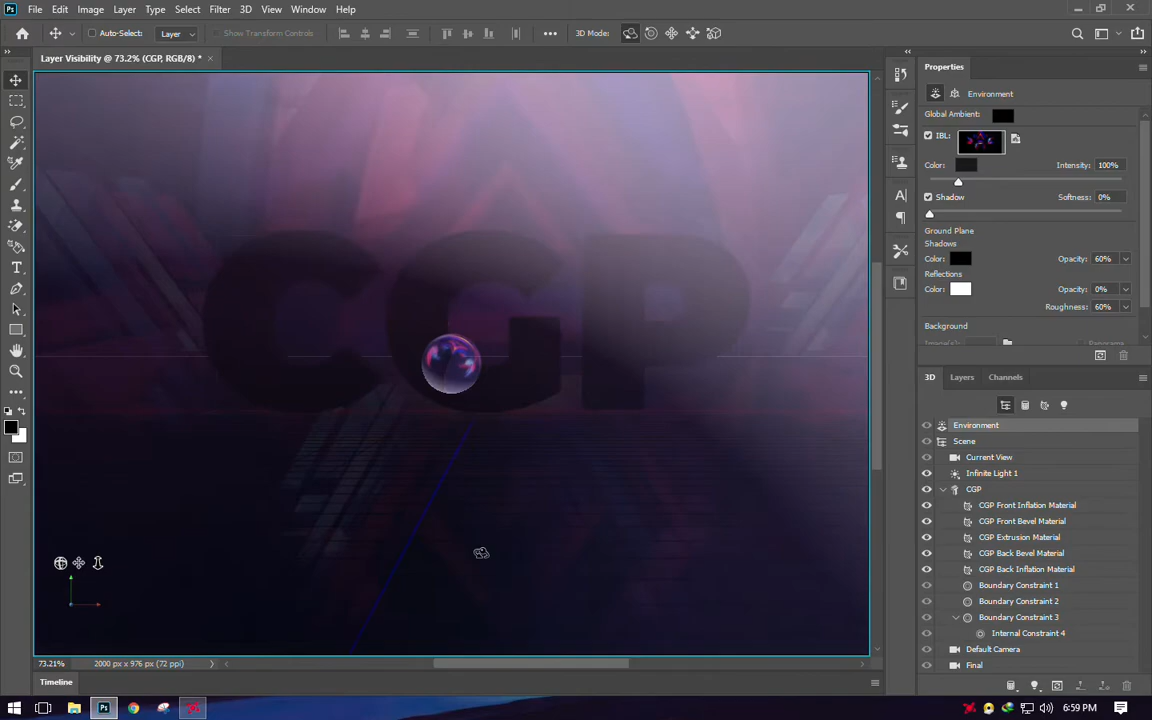 Ps File Edit Image Layer Type Select Filter 3D View Window Help
Auto-Select: Layer Show Transform Controls 3D Mode:
Layer Visibility @ 73.2% (CGP, RGB/8) * ×
CGP
73.21% 2000 px x 976 px (72 ppi)
Timeline
Properties
Environment
Global Ambient:
IBL:
Color: Intensity: 100%
Shadow Softness: 0%
Ground Plane
Shadows
Color: Opacity: 60%
Reflections
Color: Opacity: 0%
Roughness: 60%
Background
3D Layers Channels
Environment
Scene
Current View
Infinite Light 1
CGP
CGP Front Inflation Material
CGP Front Bevel Material
CGP Extrusion Material
CGP Back Bevel Material
CGP Back Inflation Material
Boundary Constraint 1
Boundary Constraint 2
Boundary Constraint 3
Internal Constraint 4
Default Camera
Final
Ps 6:59 PM